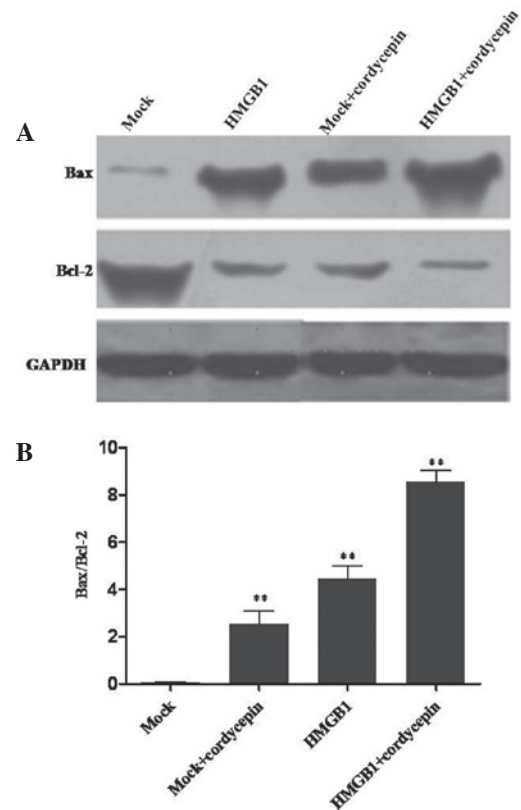 A
Mock
HMGB1
Mock+cordycepin
HMGB1+cordycepin
Bax
Bcl-2
GAPDH
B
10
8
6
4
2
0
Bax/Bcl-2
**
**
**
Mock
Mock+cordycepin
HMGB1
HMGB1+cordycepin